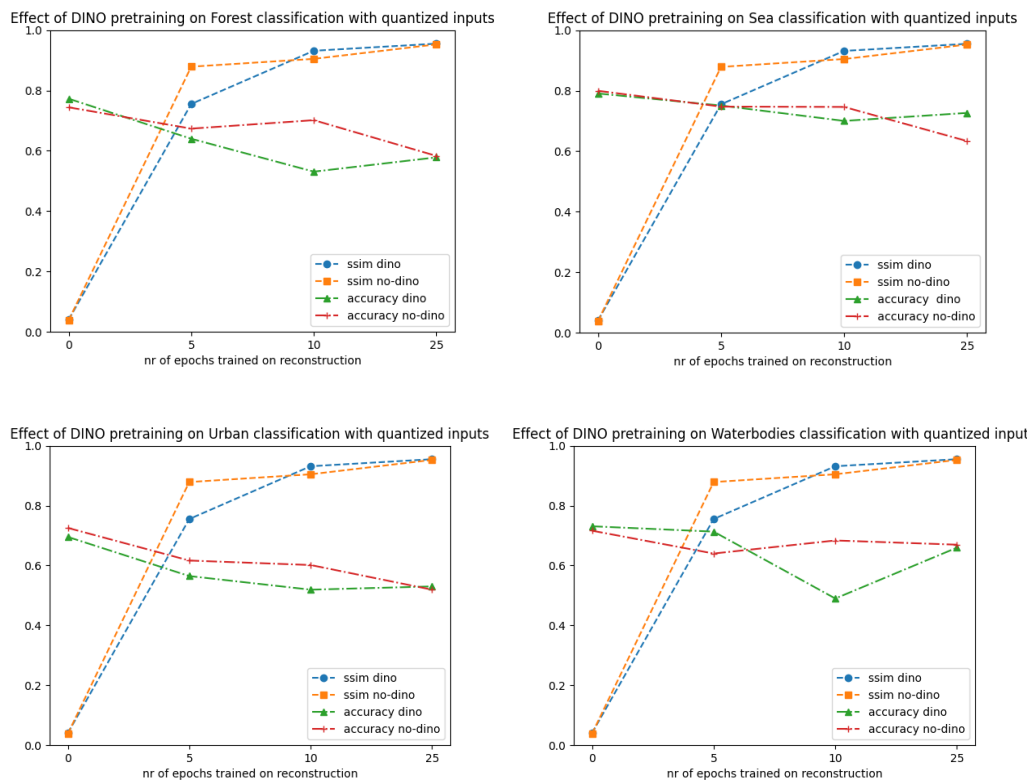 Effect of DINO pretraining on Forest classification with quantized inputs
1.0
0.8
0.6
0.4
0.2
0.0
ssim dino
ssim no-dino
accuracy dino
accuracy no-dino
0 5 10 25
nr of epochs trained on reconstruction
Effect of DINO pretraining on Sea classification with quantized inputs
1.0
0.8
0.6
0.4
0.2
0.0
ssim dino
ssim no-dino
accuracy  dino
accuracy no-dino
0 5 10 25
nr of epochs trained on reconstruction
Effect of DINO pretraining on Urban classification with quantized inputs
1.0
0.8
0.6
0.4
0.2
0.0
ssim dino
ssim no-dino
accuracy dino
accuracy no-dino
0 5 10 25
nr of epochs trained on reconstruction
Effect of DINO pretraining on Waterbodies classification with quantized input
1.0
0.8
0.6
0.4
0.2
0.0
ssim dino
ssim no-dino
accuracy dino
accuracy no-dino
0 5 10 25
nr of epochs trained on reconstruction